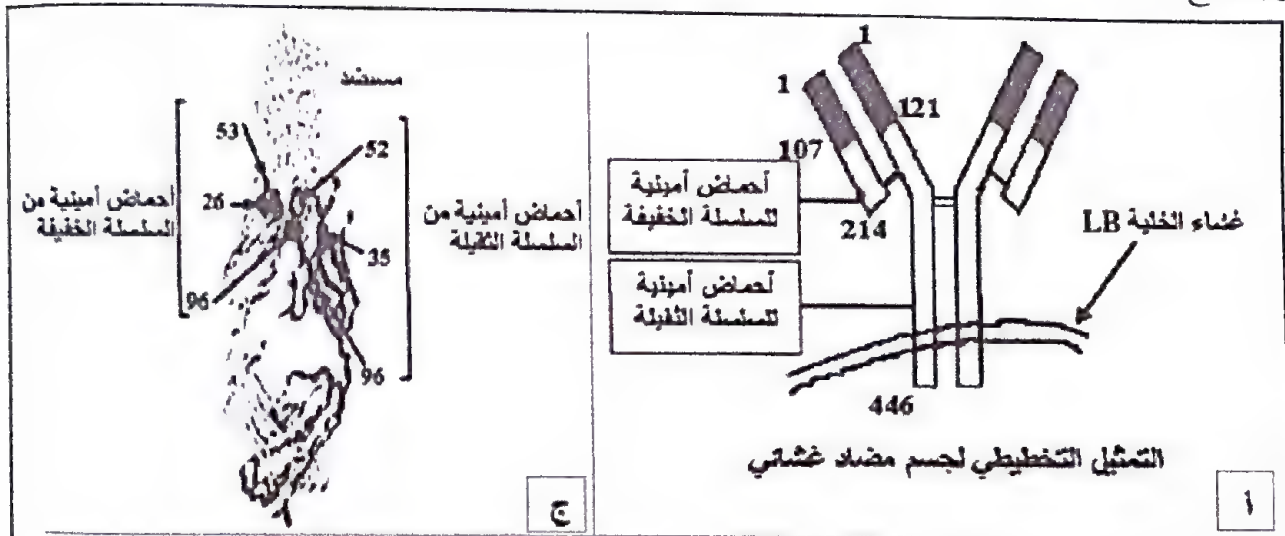 1
1
121
107
214
446
أحماض أمينية
للسلسلة الخفيفة
أحماض أمينية
للسلسلة الثقيلة
غشاء الخلية LB
التمثيل التخطيطي لجسم مضاد غشائي
أ
مستضد
53
52
26
35
96
96
أحماض أمينية من
السلسلة الخفيفة
أحماض أمينية من
السلسلة الثقيلة
ج